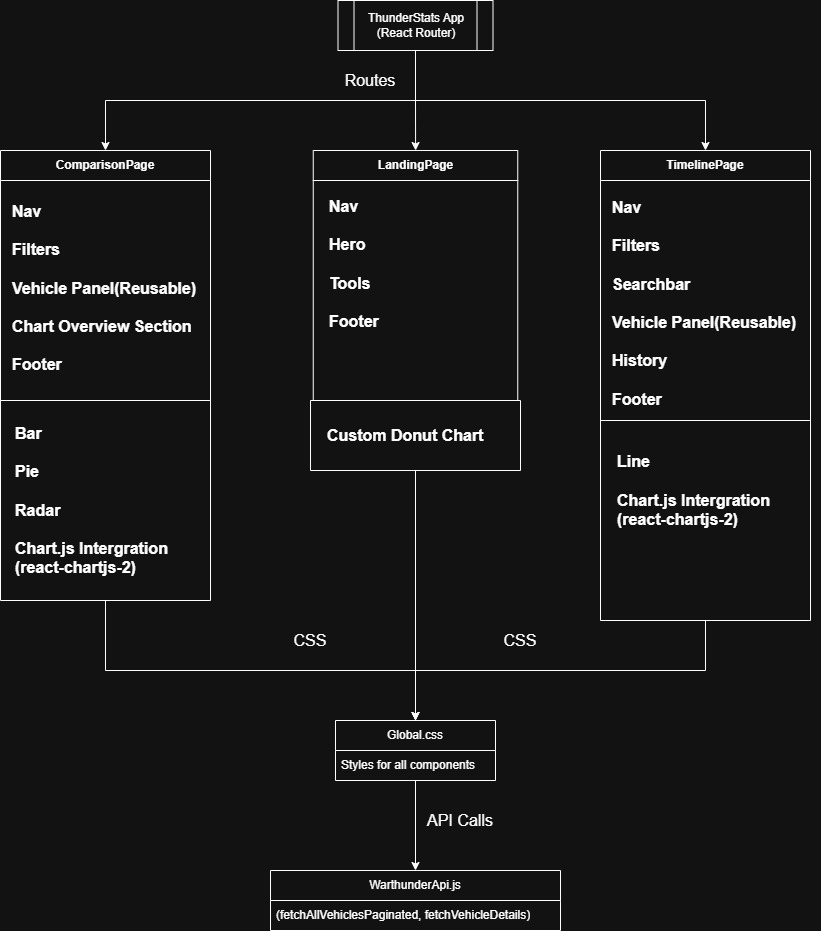 ThunderStats App
(React Router)
Routes
ComparisonPage
Nav
Filters
Vehicle Panel(Reusable)
Chart Overview Section
Footer
Bar
Pie
Radar
Chart.js Intergration
(react-chartjs-2)
LandingPage
Nav
Hero
Tools
Footer
Custom Donut Chart
TimelinePage
Nav
Filters
Searchbar
Vehicle Panel(Reusable)
History
Footer
Line
Chart.js Intergration
(react-chartjs-2)
CSS
CSS
Global.css
Styles for all components
API Calls
WarthunderApi.js
(fetchAllVehiclesPaginated, fetchVehicleDetails)